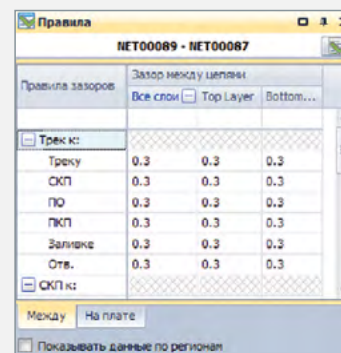 Правила
NET00089 - NET00087
Правила зазоров
Зазор между цепями
Все слои Top Layer Bottom...
Трек к:
Треку 0.3 0.3 0.3
СКП 0.3 0.3 0.3
ПО 0.3 0.3 0.3
ПКП 0.3 0.3 0.3
Заливке 0.3 0.3 0.3
Отв. 0.3 0.3 0.3
СКП к:
Между На плате
Показывать данные по регионам